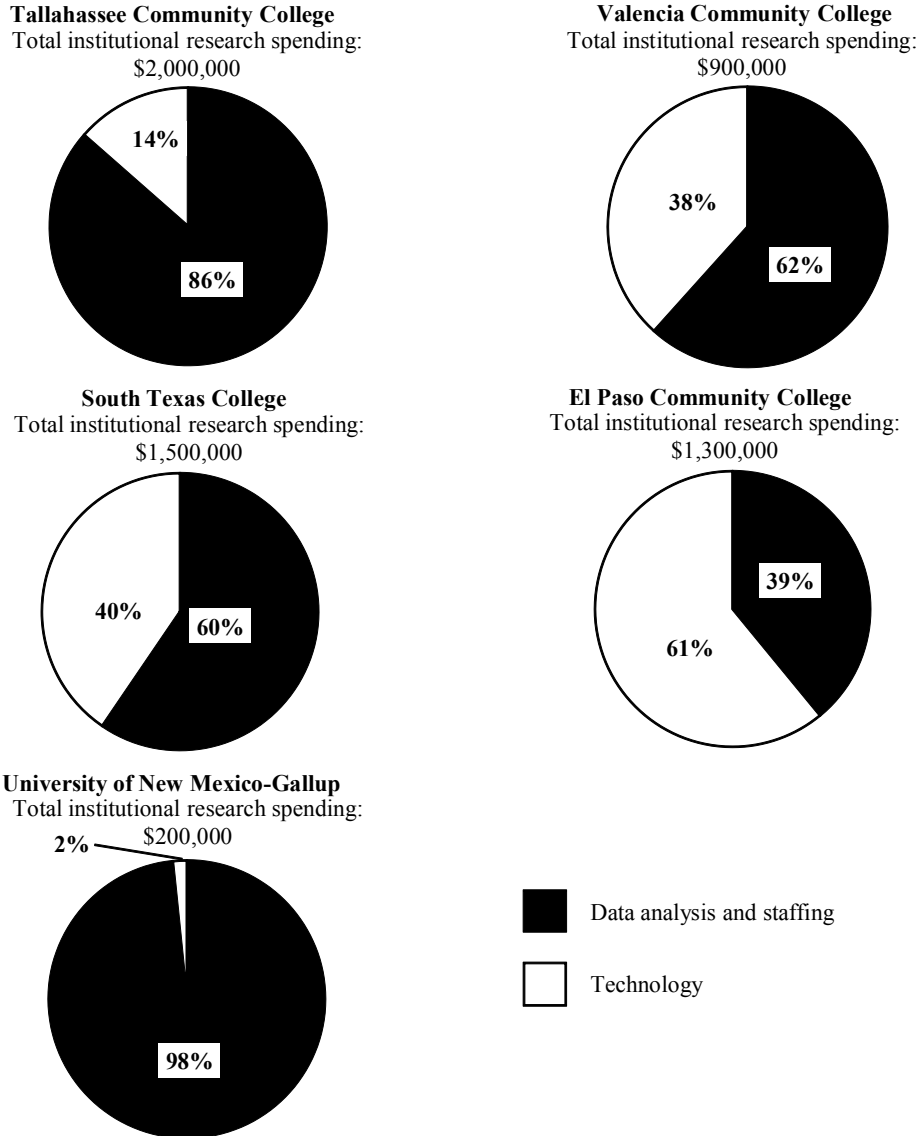 Tallahassee Community College
Total institutional research spending:
$2,000,000
14%
86%
Valencia Community College
Total institutional research spending:
$900,000
38%
62%
South Texas College
Total institutional research spending:
$1,500,000
40%
60%
El Paso Community College
Total institutional research spending:
$1,300,000
39%
61%
University of New Mexico-Gallup
Total institutional research spending:
$200,000
2%
98%
Data analysis and staffing
Technology